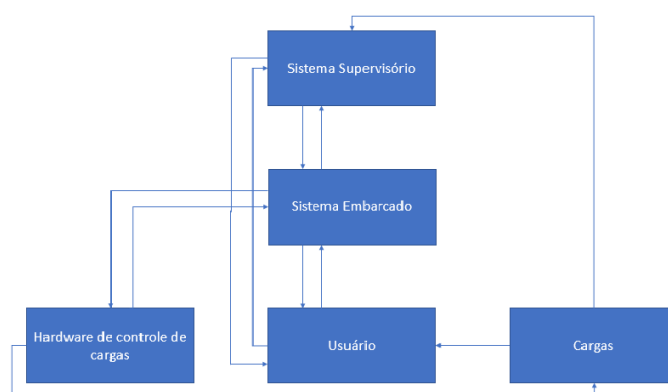 Sistema Supervisório
Sistema Embarcado
Hardware de controle de
cargas
Usuário
Cargas